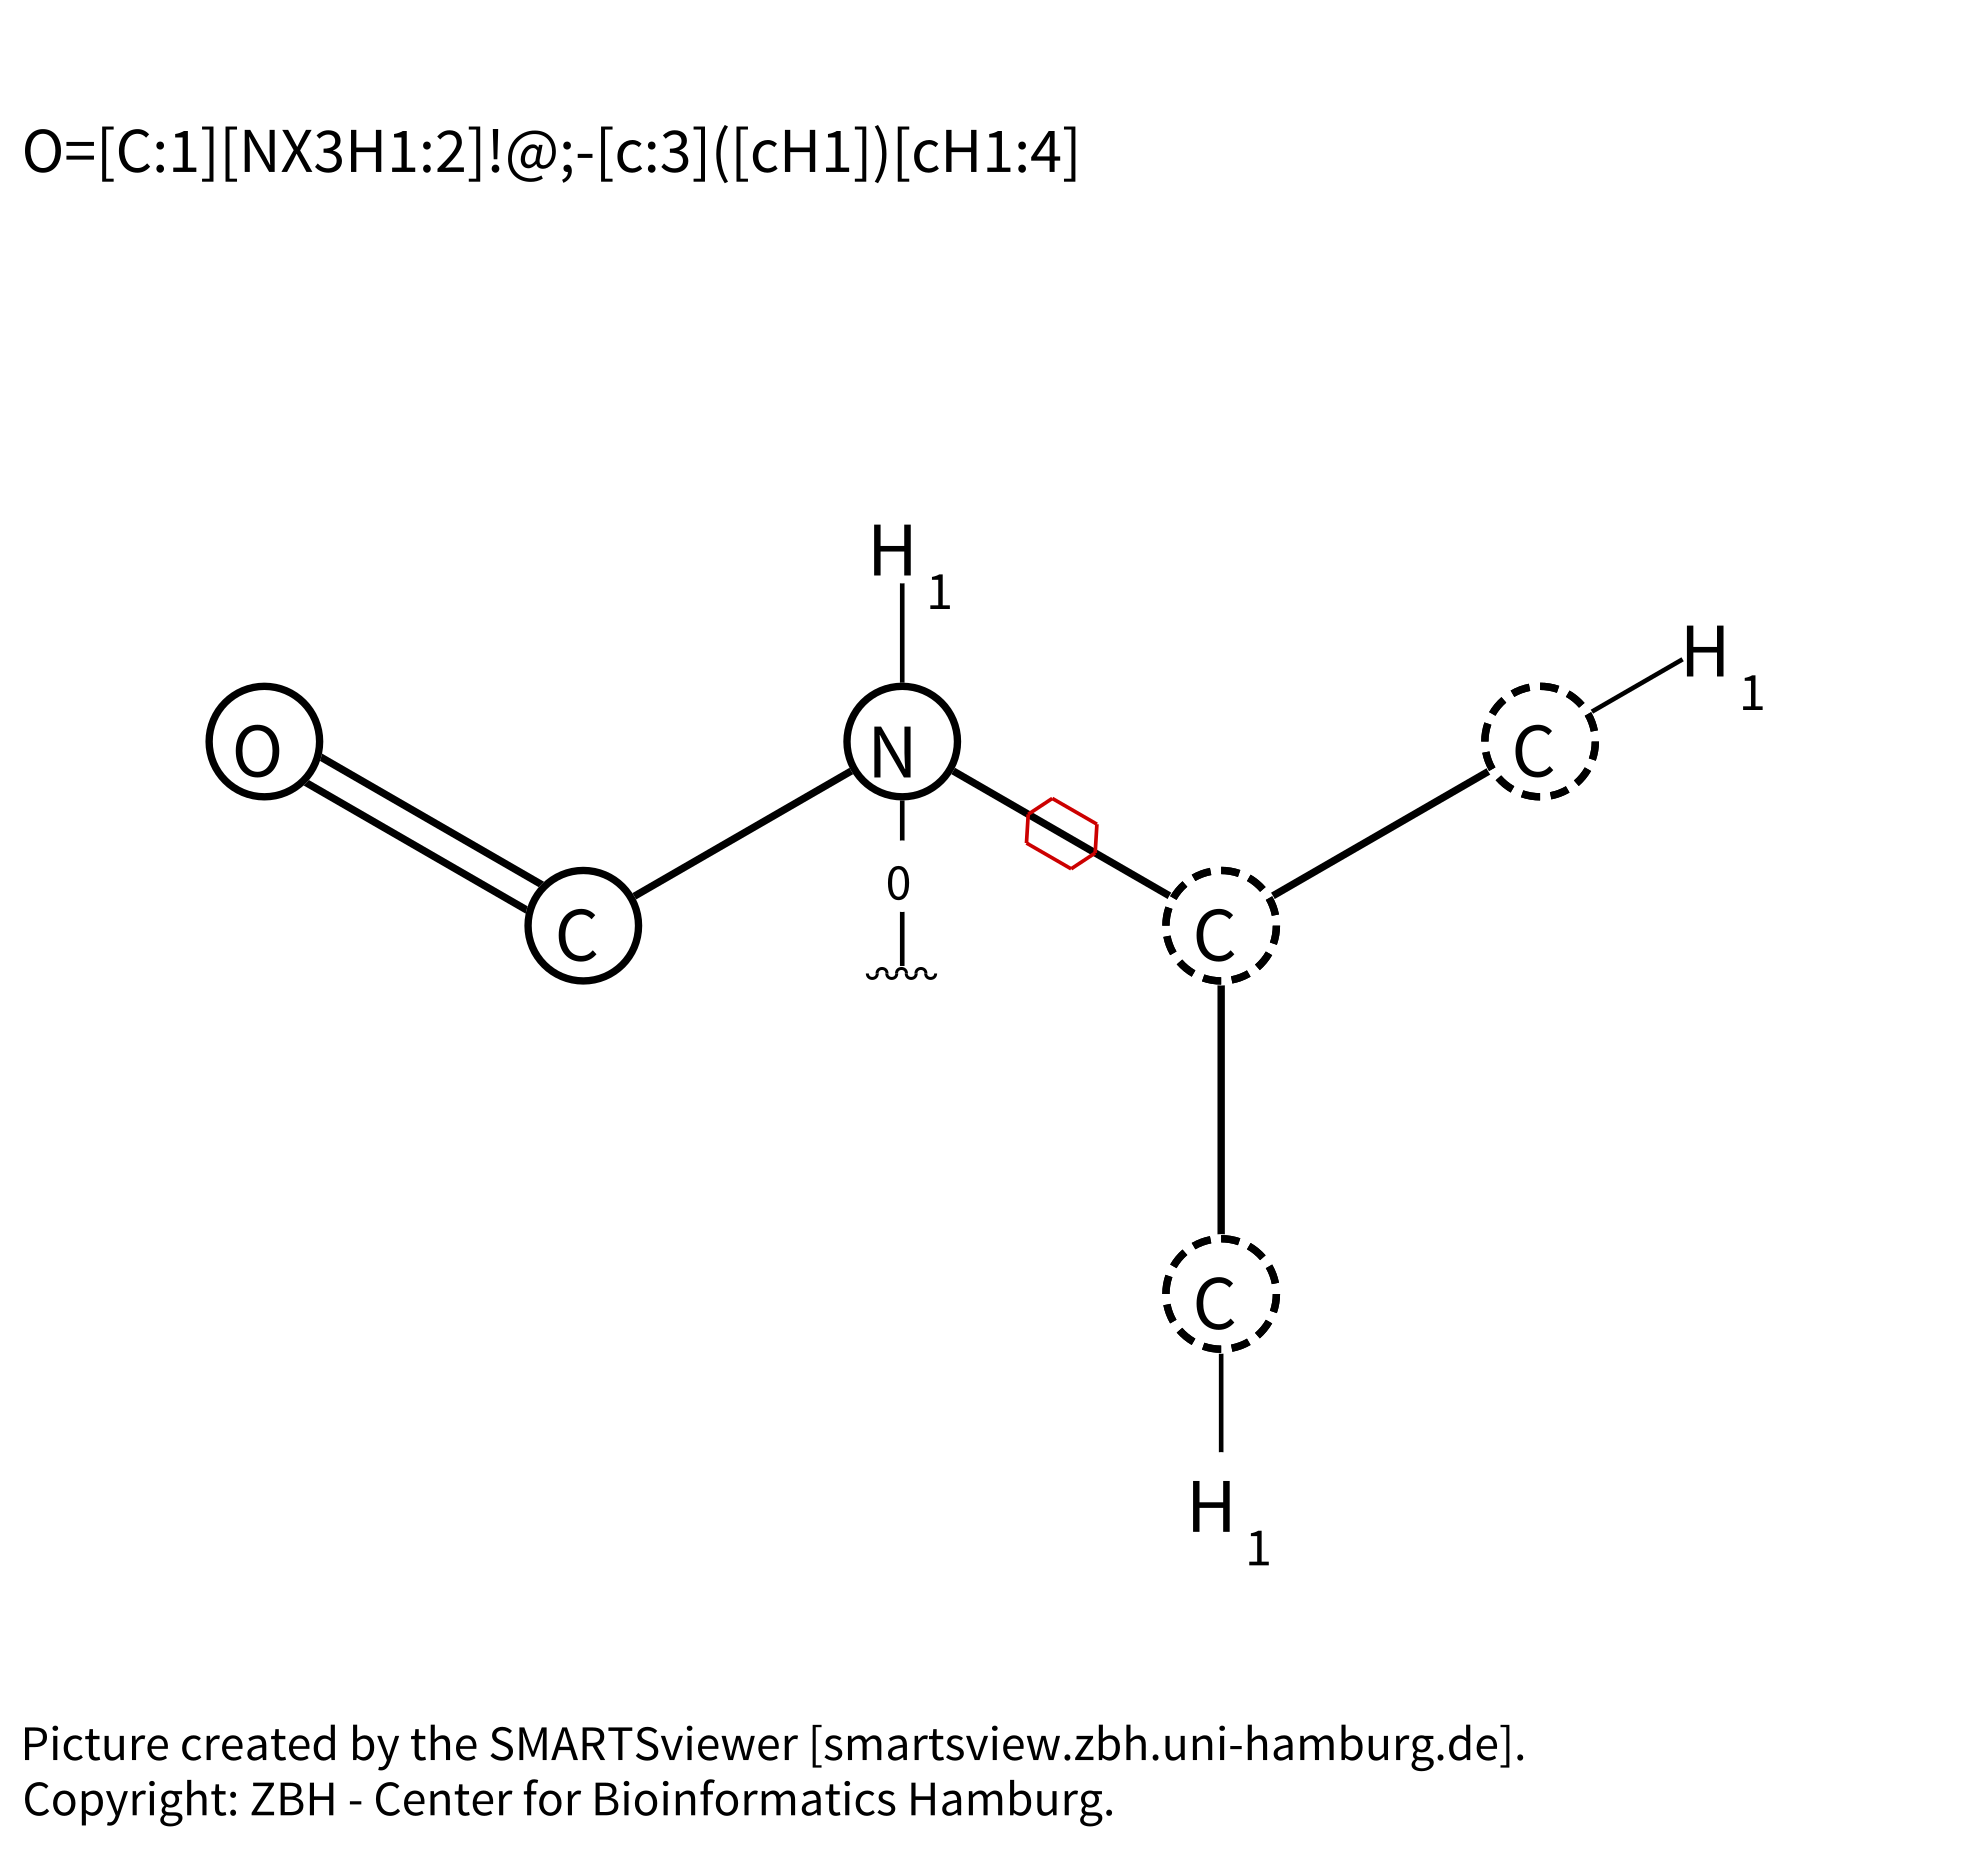 O=[C:1][NX3H1:2]!@;-[c:3]([cH1])[cH1:4]
H 1
H 1
O
N
C
0
C
C
C
H 1
Picture created by the SMARTSviewer [smartsview.zbh.uni-hamburg.de].
Copyright: ZBH - Center for Bioinformatics Hamburg.